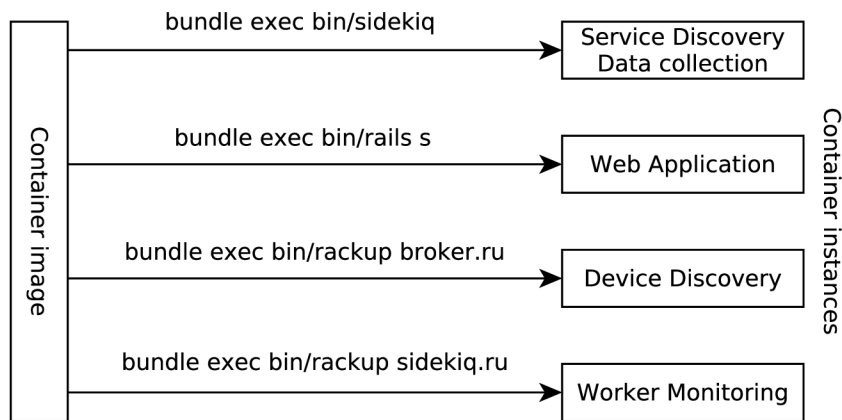 Container image
bundle exec bin/sidekiq
Service Discovery
Data collection
bundle exec bin/rails s
Web Application
bundle exec bin/rackup broker.ru
Device Discovery
bundle exec bin/rackup sidekiq.ru
Worker Monitoring
Container instances